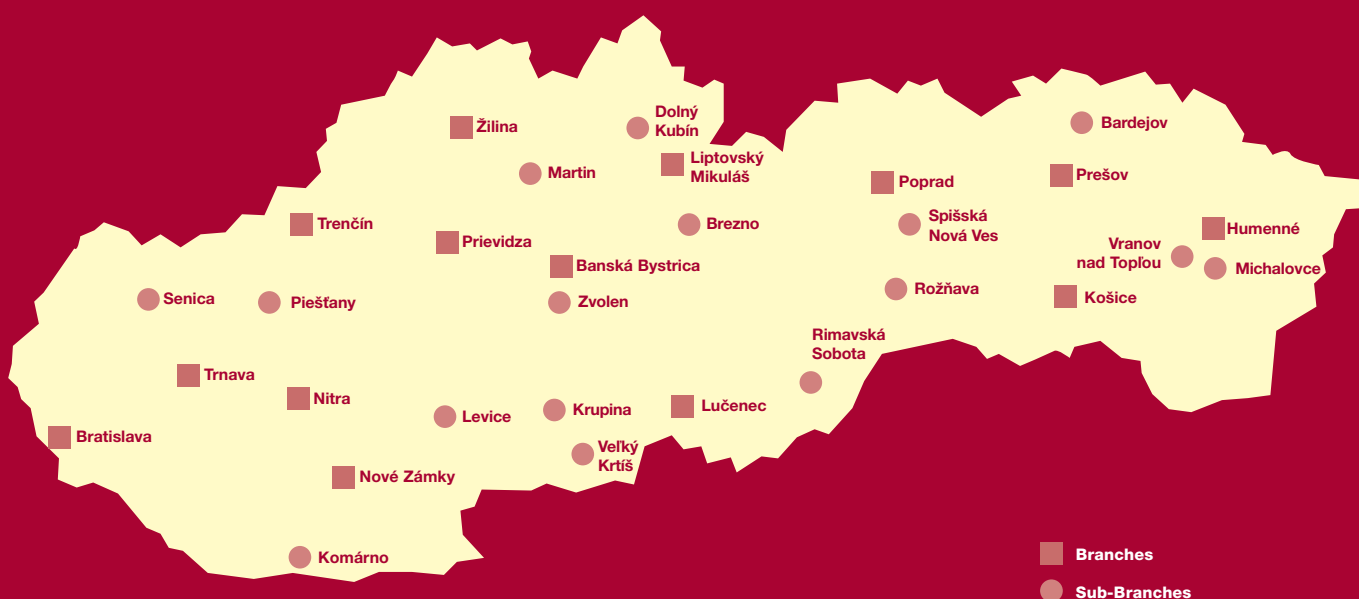 Žilina
Dolný
Kubín
Bardejov
Martin
Liptovský
Mikuláš
Poprad
Prešov
Trenčín
Prievidza
Brezno
Spišská
Nová Ves
Humenné
Vranov
nad Topľou
Michalovce
Banská Bystrica
Senica
Piešťany
Zvolen
Rožňava
Košice
Rimavská
Sobota
Trnava
Nitra
Levice
Krupina
Lučenec
Bratislava
Veľký
Krtíš
Nové Zámky
Komárno
Branches
Sub-Branches